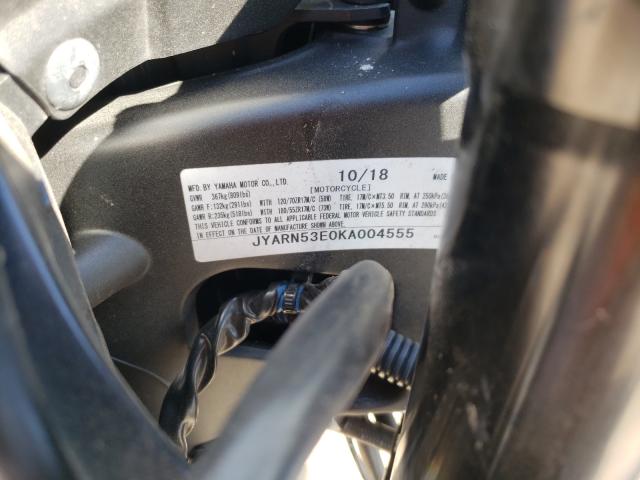 MFD. BY YAMAHA MOTOR CO., LTD. 10/18 MADE
[MOTORCYCLE]
GVWR 367kg(809lbs)
GAWR F:132kg(291lbs) WITH 120/70ZR17M/C (58W) TIRE, 17M/C×MT3.50 RIM, AT 250kPa(3
GAWR R:235kg(518lbs) WITH 180/55ZR17M/C (73W) TIRE, 17M/C×MT5.50 RIM, AT 290kPa(4
THIS VEHICLE CONFORMS TO ALL APPLICABLE FEDERAL MOTOR VEHICLE SAFETY STANDARDS
IN EFFECT ON THE DATE OF MANUFACTURE SHOWN ABOVE.
JYARN53E0KA004555